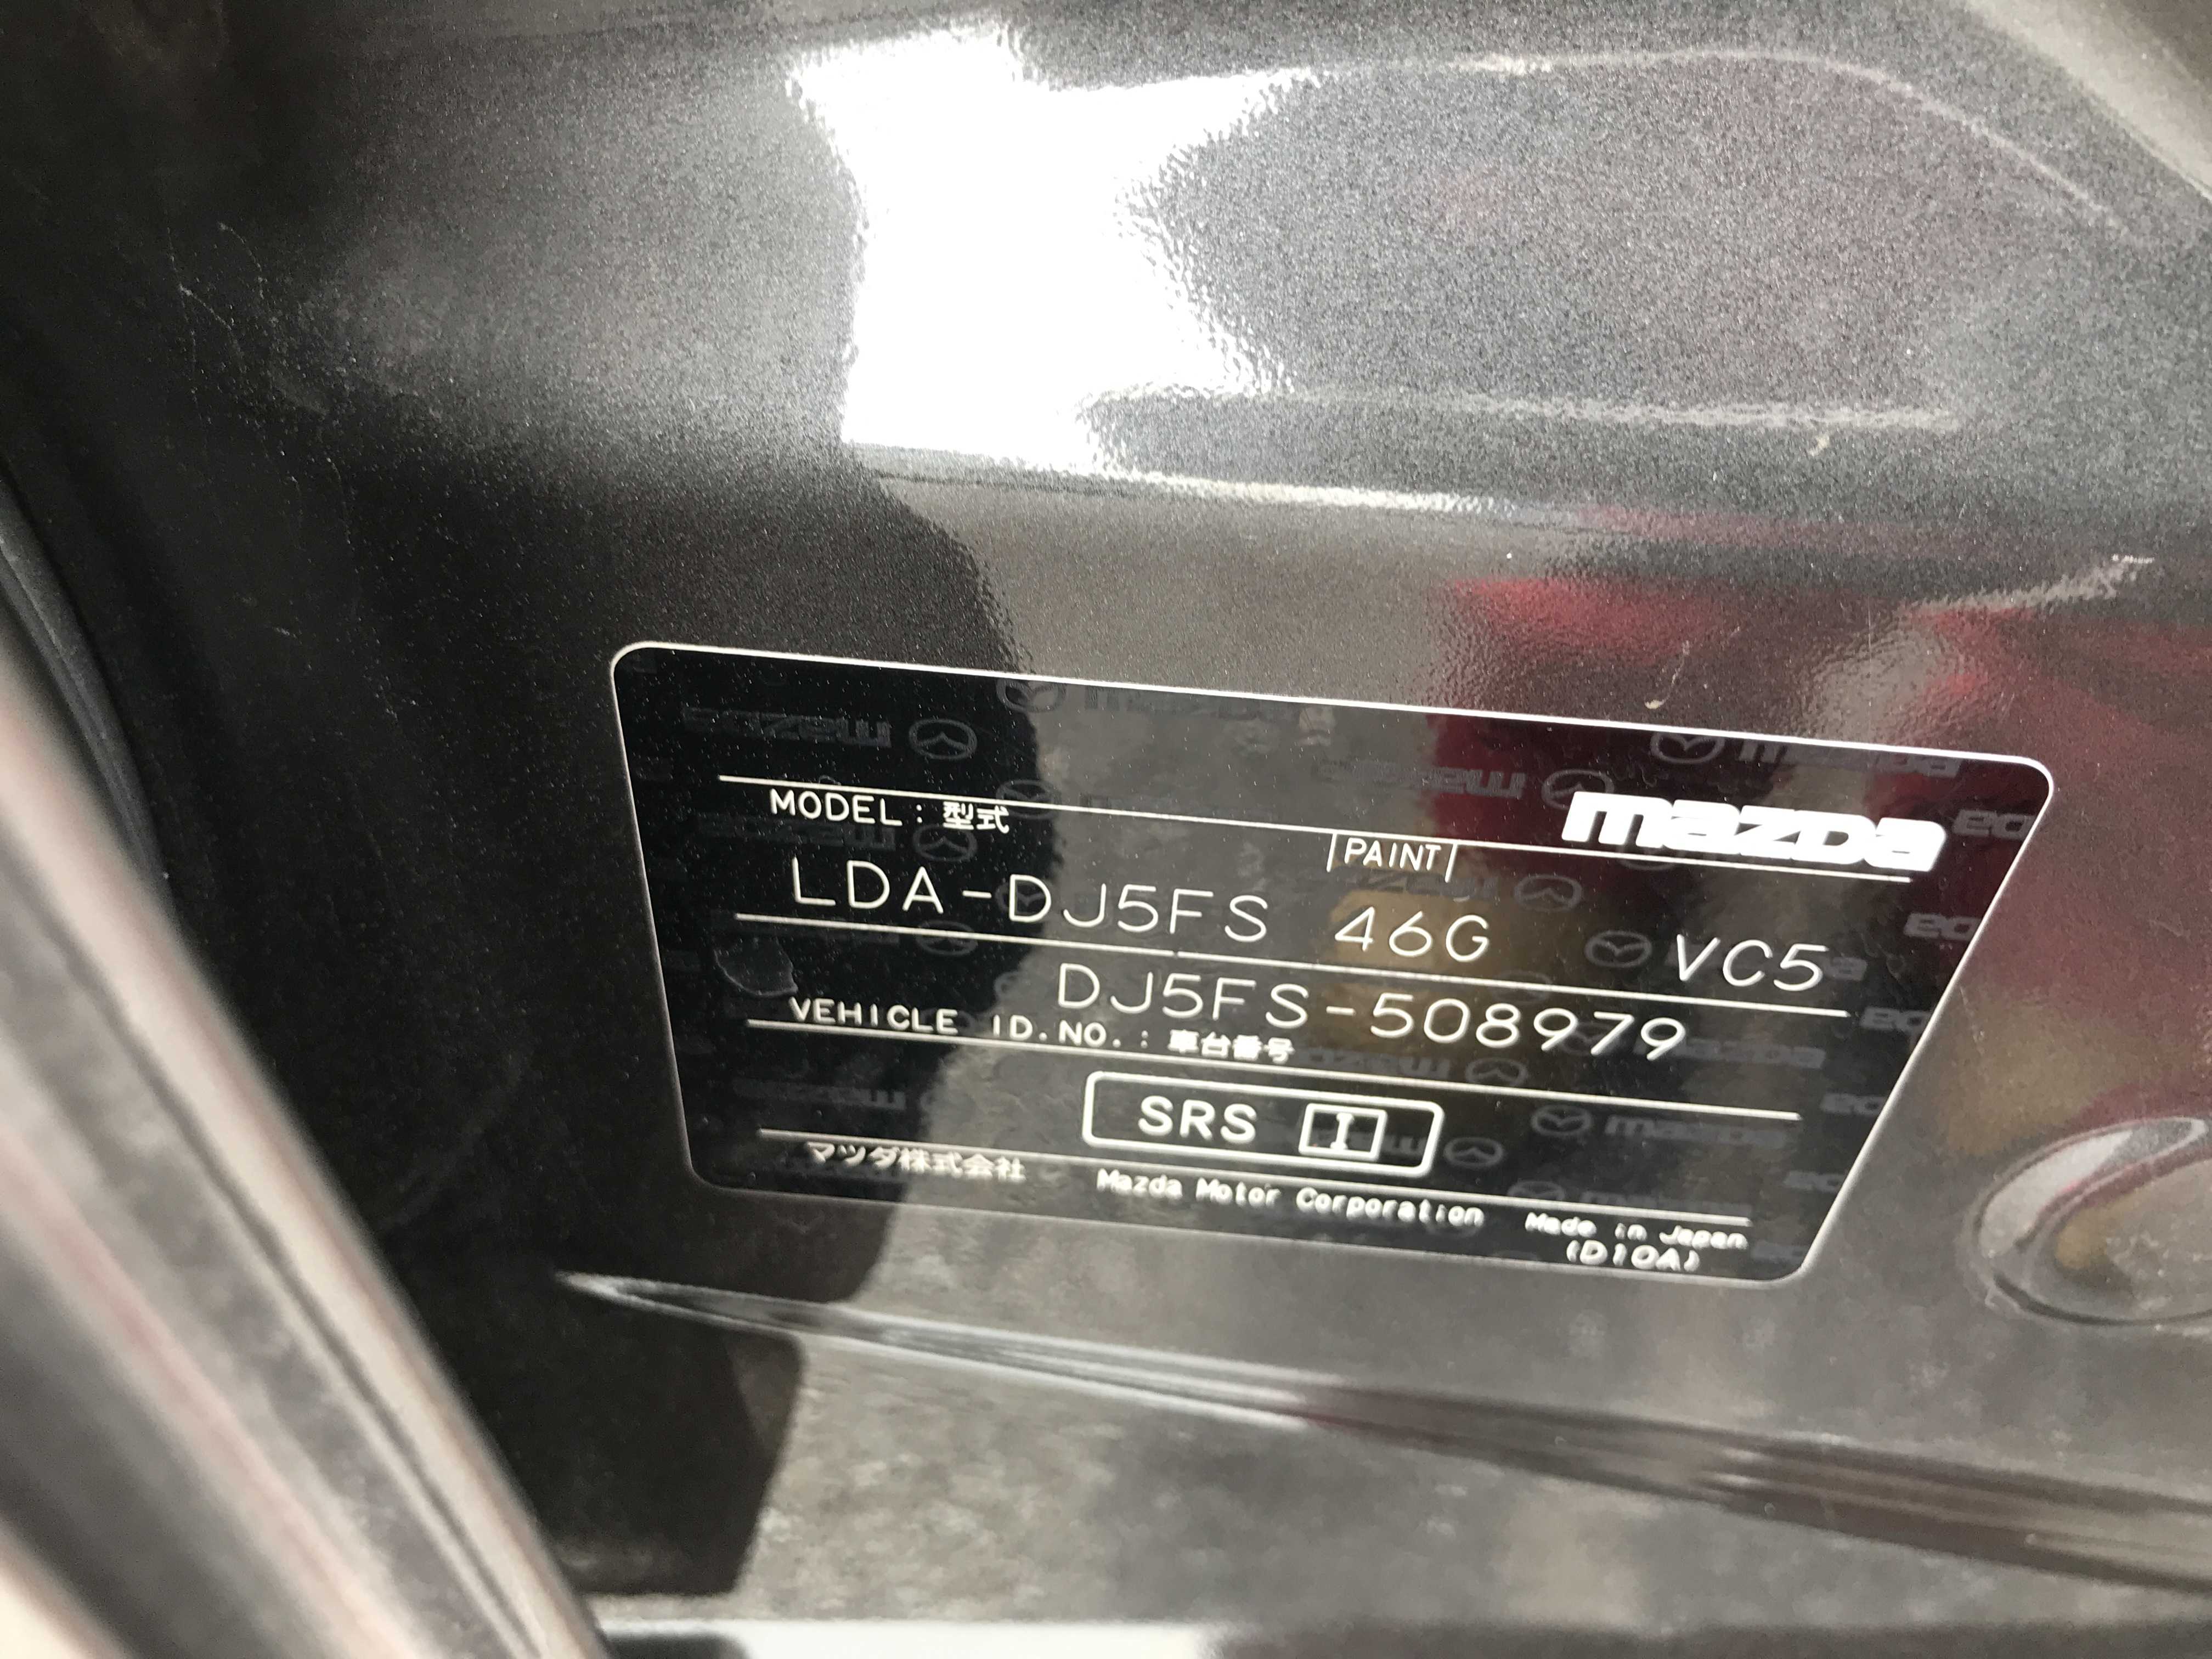 mazda
MODEL : 型式
PAINT
LDA-DJ5FS 46G VC5
DJ5FS-508979
VEHICLE ID.NO. : 車台番号
SRS I
マツダ株式会社 Mazda Motor Corporation Made in Japan
(D10A)